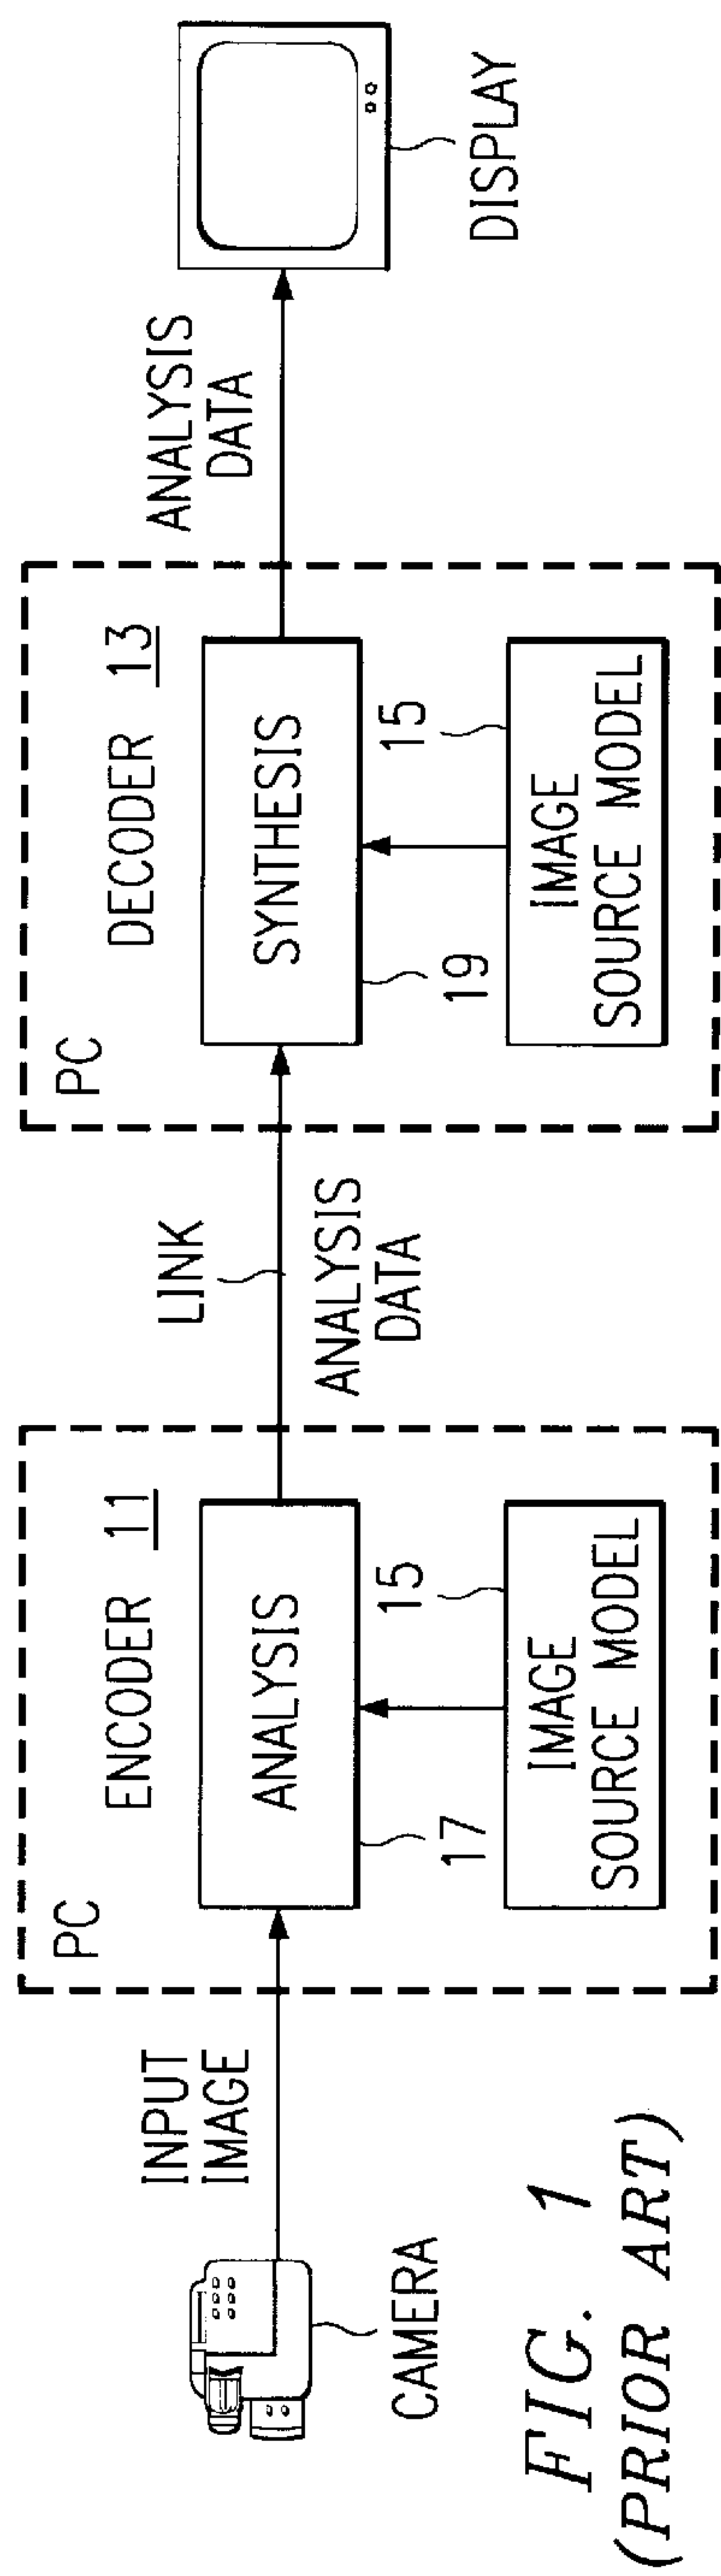 CAMERA
INPUT
IMAGE
PC
ENCODER 11
ANALYSIS
17
15
IMAGE
SOURCE MODEL
LINK
ANALYSIS
DATA
PC
DECODER 13
SYNTHESIS
19
15
IMAGE
SOURCE MODEL
ANALYSIS
DATA
DISPLAY
FIG. 1
(PRIOR ART)